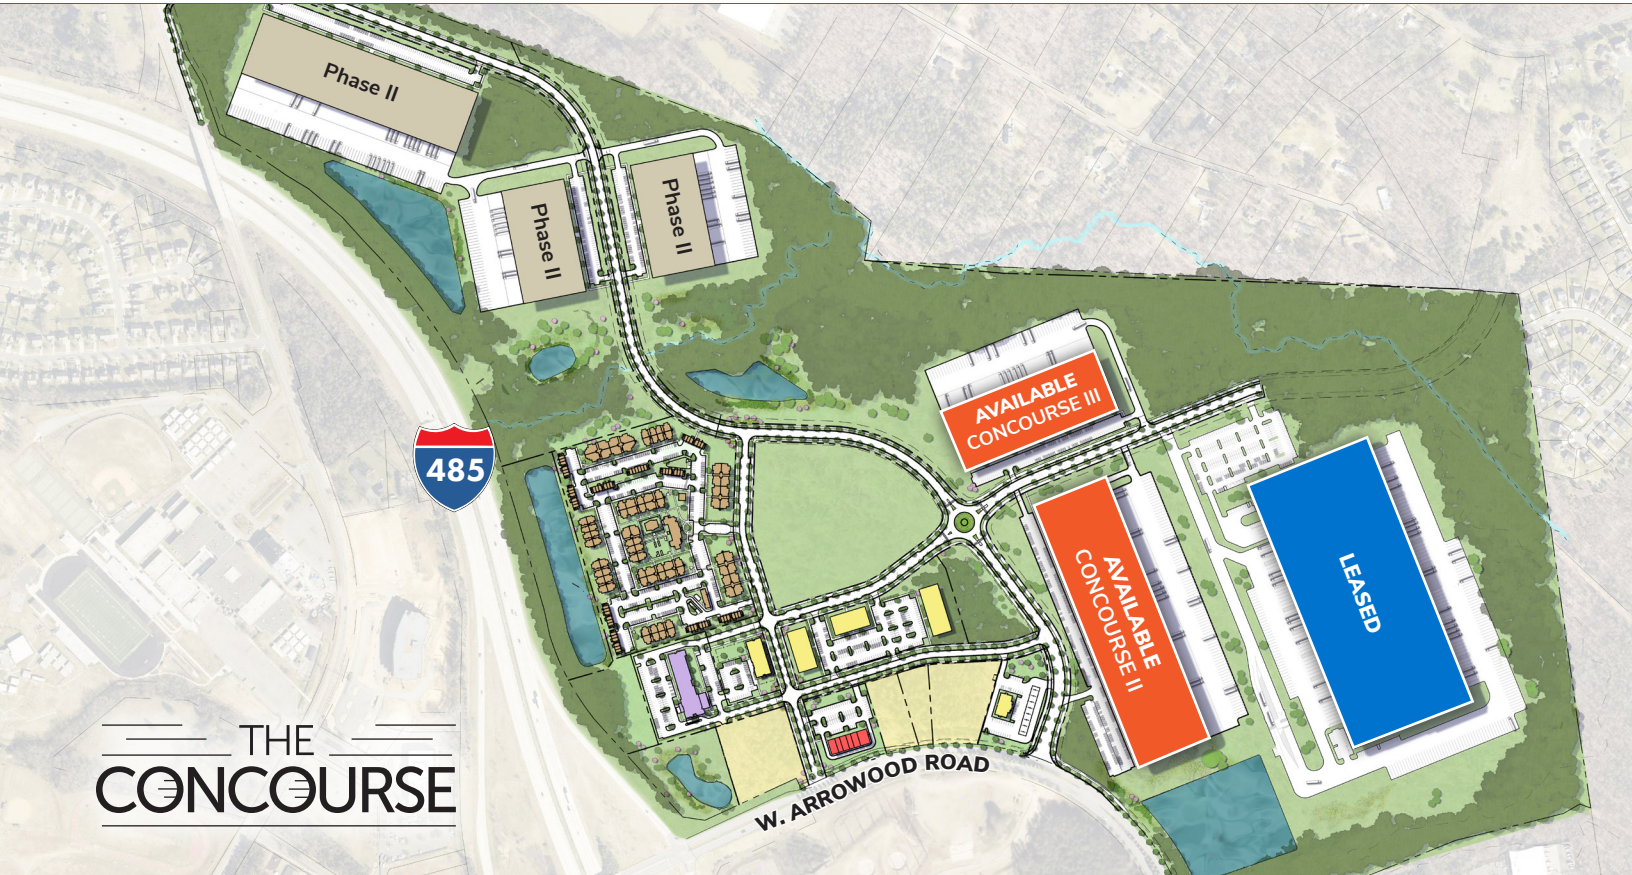 Phase II
Phase II
Phase II
AVAILABLE
CONCOURSE III
485
AVAILABLE
CONCOURSE II
LEASED
THE
CONCOURSE
W. ARROWOOD ROAD